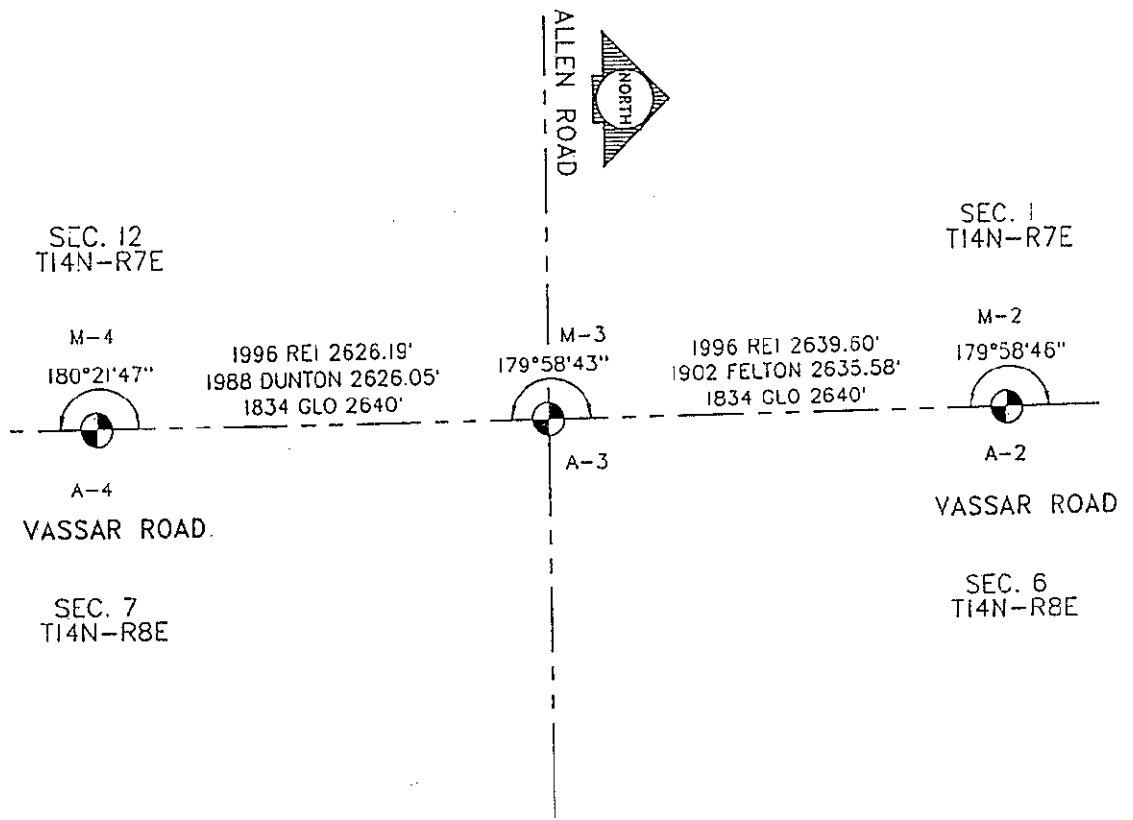 ALLEN ROAD
NORTH
SEC. 12
T14N-R7E
SEC. 1
T14N-R7E
M-4
180°21'47"
1996 REI 2626.19'
1988 DUNTON 2626.05'
1834 GLO 2640'
M-3
179°58'43"
1996 REI 2639.60'
1902 FELTON 2635.58'
1834 GLO 2640'
M-2
179°58'46"
A-4
A-3
A-2
VASSAR ROAD.
VASSAR ROAD
SEC. 7
T14N-R8E
SEC. 6
T14N-R8E